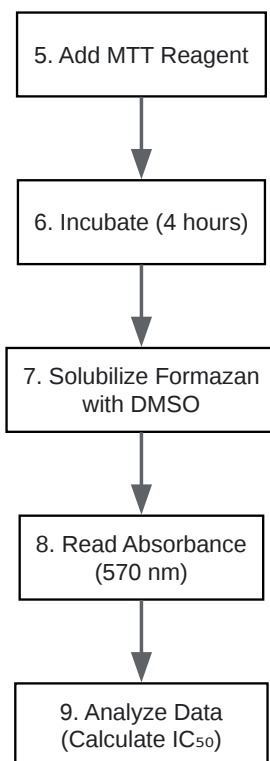 5. Add MTT Reagent
6. Incubate (4 hours)
7. Solubilize Formazan
with DMSO
8. Read Absorbance
(570 nm)
9. Analyze Data
(Calculate IC₅₀)